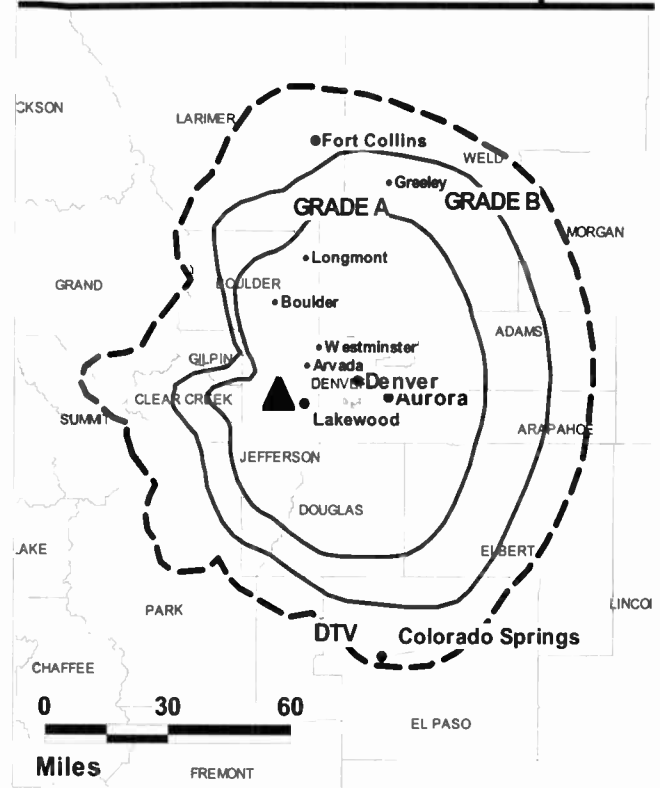 CKSON
LARIMER
Fort Collins
WELD
Greeley
GRADE A
GRADE B
MORGAN
Longmont
GRAND
BOULDER
Boulder
ADAMS
Westminster
GILPIN
Arvada
DENVER
Denver
CLEAR CREEK
Aurora
SUMMIT
Lakewood
ARAPAHOE
JEFFERSON
DOUGLAS
LAKE
ELBERT
PARK
LINCOL
DTV
Colorado Springs
CHAFFEE
0 30 60
EL PASO
Miles
FREMONT